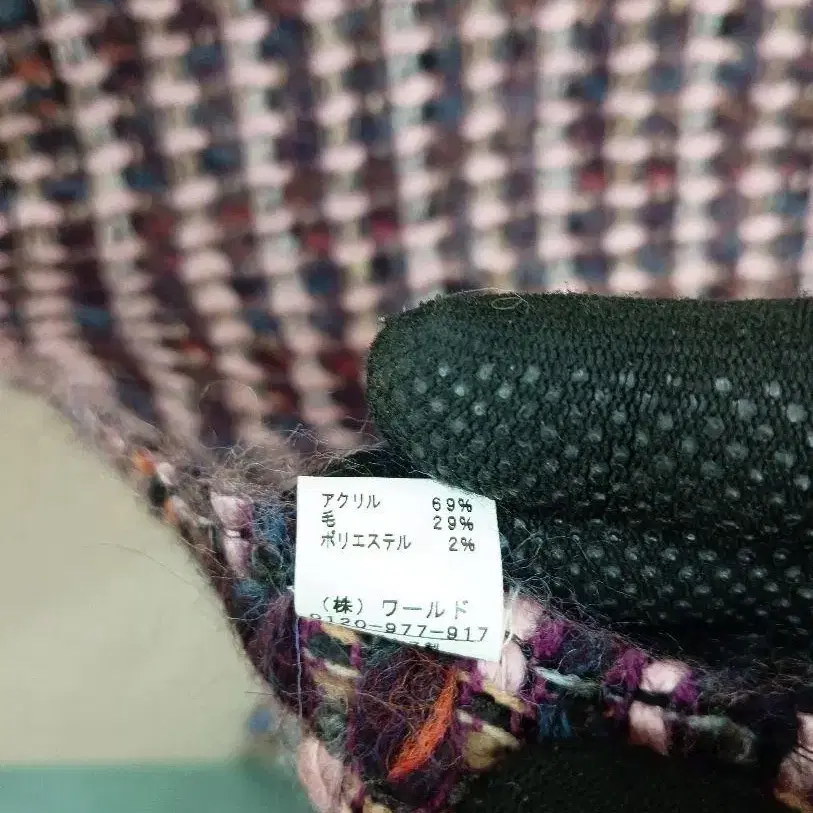 アクリル 69%
毛 29%
ポリエステル 2%
(株) ワールド
0120-977-917